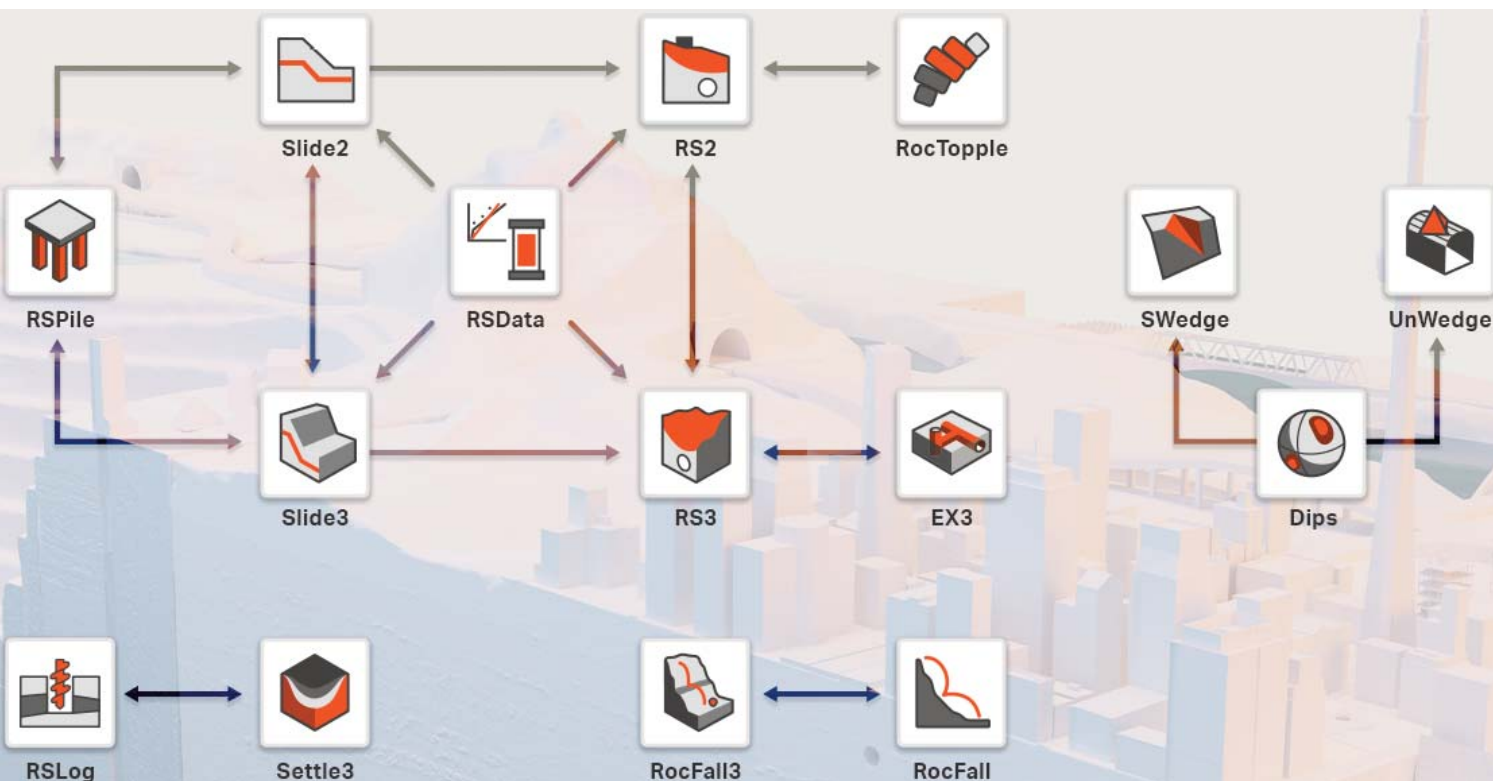 Slide2
RS2
RocTopple
RSPile
RSData
SWedge
UnWedge
Slide3
RS3
EX3
Dips
RSLog
Settle3
RocFall3
RocFall